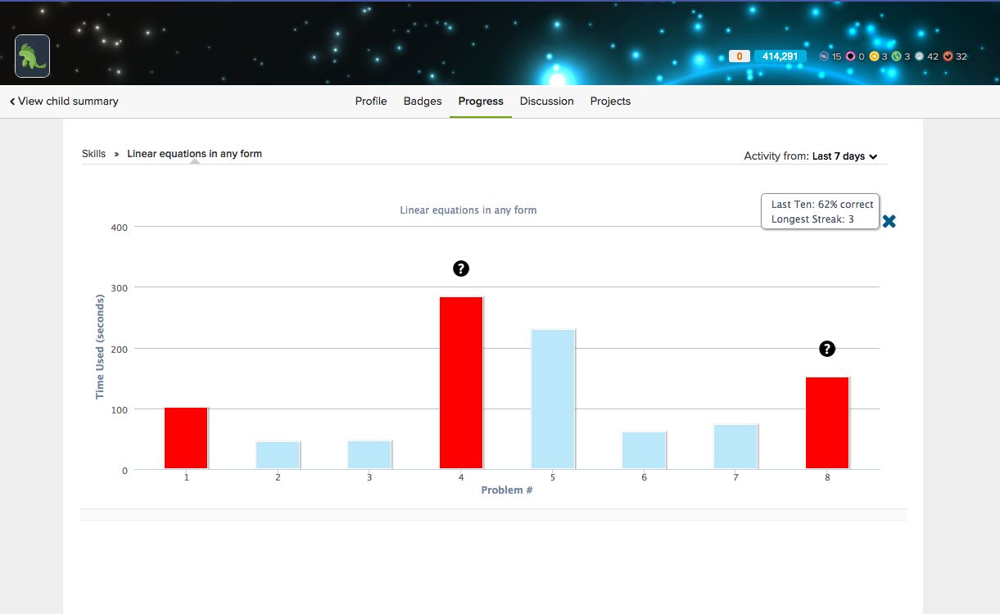 0 414,291 15 0 3 3 42 32
View child summary Profile Badges Progress Discussion Projects
Skills » Linear equations in any form Activity from: Last 7 days
Last Ten: 62% correct
Longest Streak: 3
Linear equations in any form
400
300
200
100
0
Time Used (seconds)
?
?
1 2 3 4 5 6 7 8
Problem #